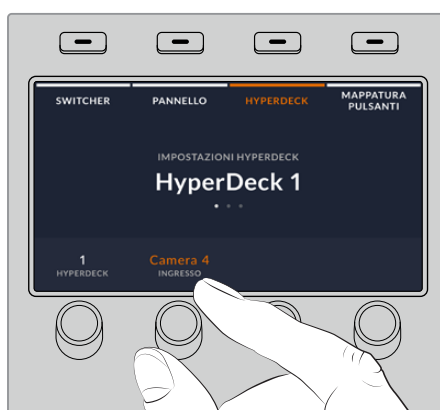 SWITCHER
PANNELLO
HYPERDECK
MAPPATURA
PULSANTI
IMPOSTAZIONI HYPERDECK
HyperDeck 1
1
HYPERDECK
Camera 4
INGRESSO